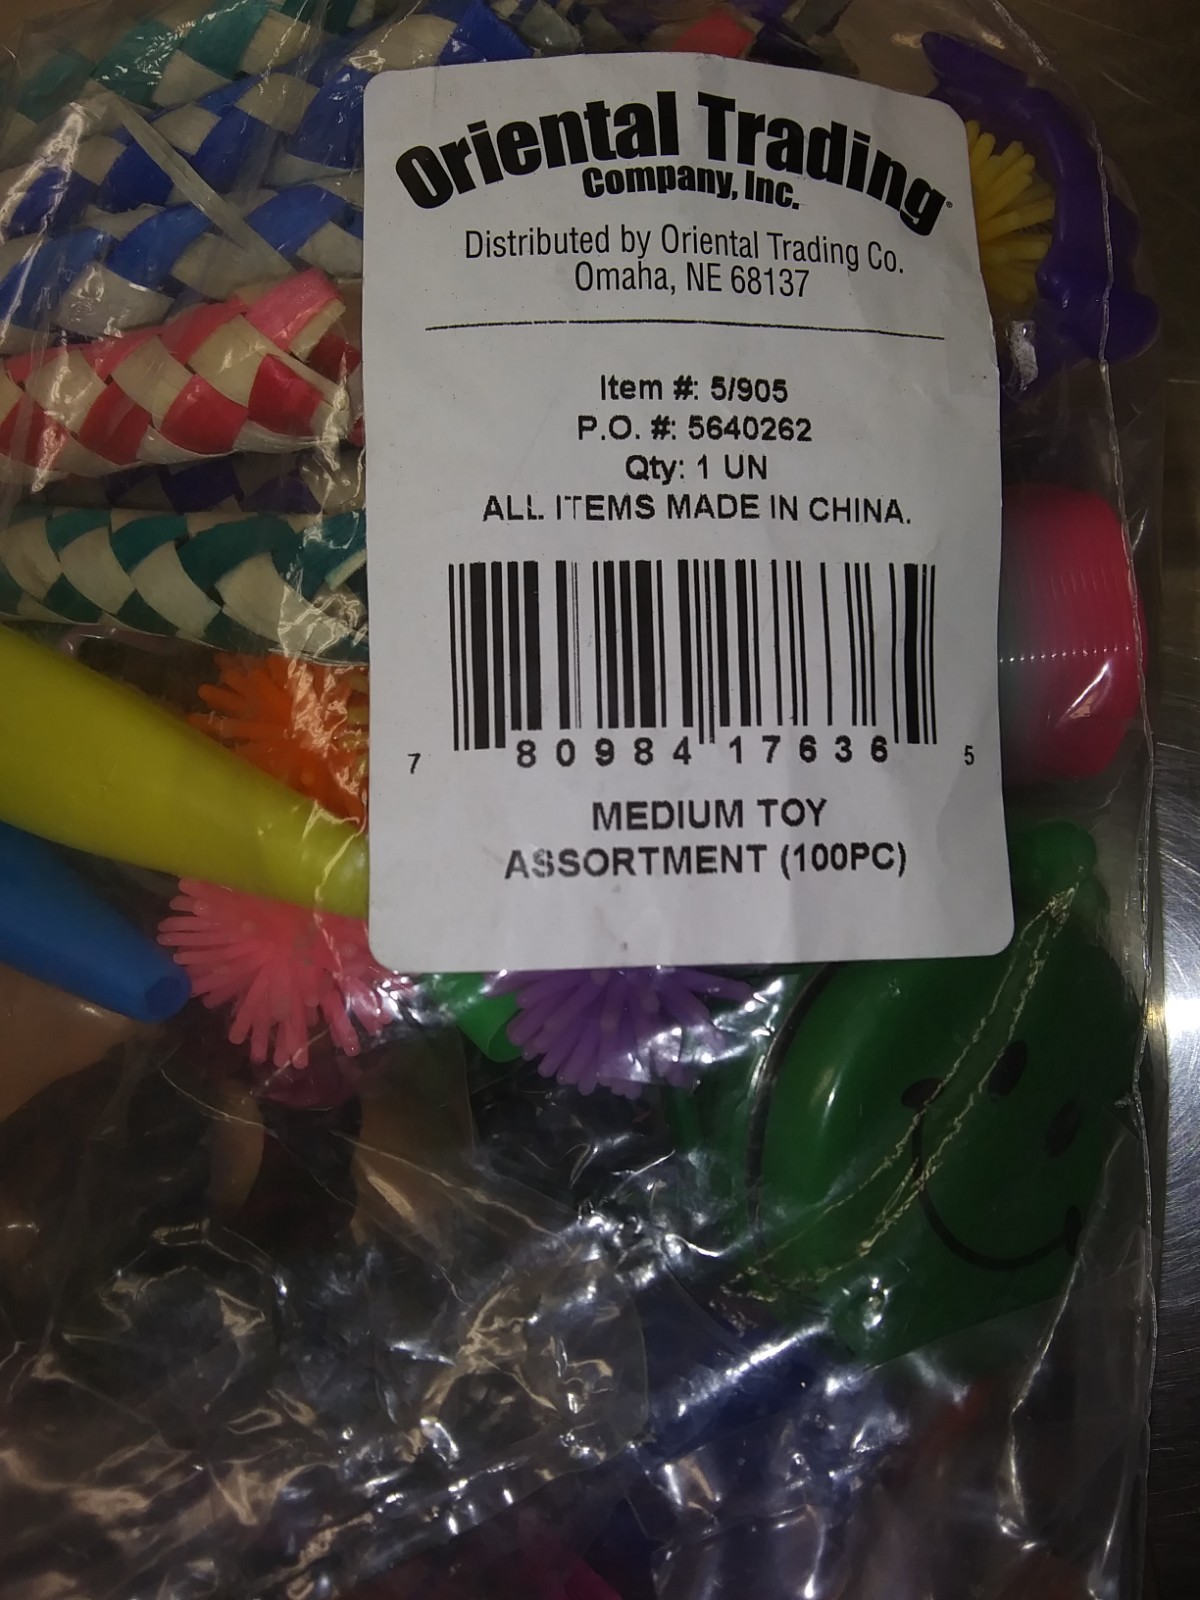 Oriental Trading®
Company, Inc.
Distributed by Oriental Trading Co.
Omaha, NE 68137
Item #: 5/905
P.O. #: 5640262
Qty: 1 UN
ALL ITEMS MADE IN CHINA.
7 80984 17636 5
MEDIUM TOY
ASSORTMENT (100PC)